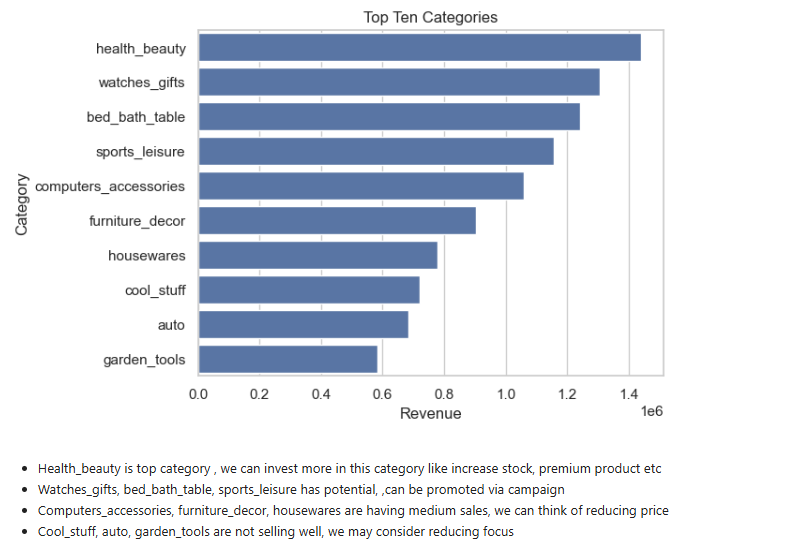 Top Ten Categories
Category
health_beauty
watches_gifts
bed_bath_table
sports_leisure
computers_accessories
furniture_decor
housewares
cool_stuff
auto
garden_tools
0.0 0.2 0.4 0.6 0.8 1.0 1.2 1.4
1e6
Revenue
• Health_beauty is top category , we can invest more in this category like increase stock, premium product etc
• Watches_gifts, bed_bath_table, sports_leisure has potential, ,can be promoted via campaign
• Computers_accessories, furniture_decor, housewares are having medium sales, we can think of reducing price
• Cool_stuff, auto, garden_tools are not selling well, we may consider reducing focus